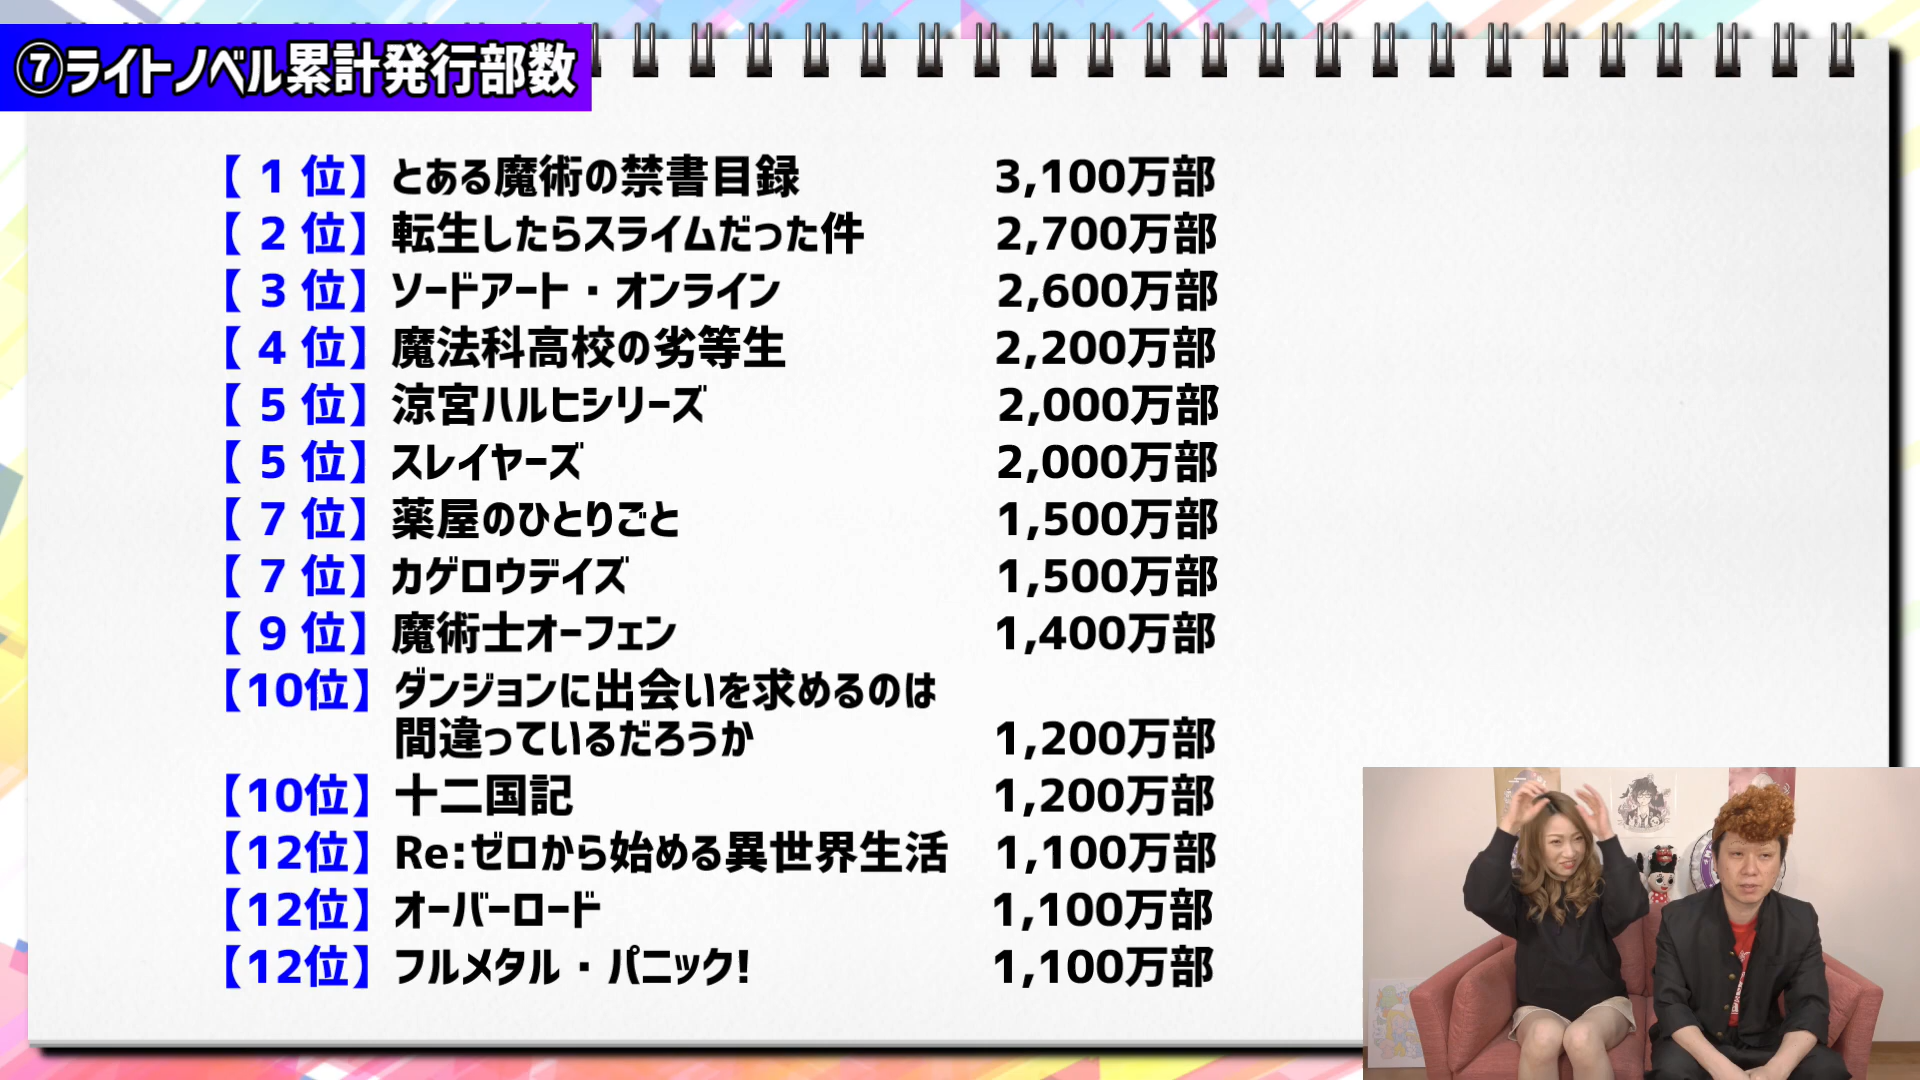 ⑦ライトノベル累計発行部数
【 1 位】とある魔術の禁書目録 3,100万部
【 2 位】転生したらスライムだった件 2,700万部
【 3 位】ソードアート・オンライン 2,600万部
【 4 位】魔法科高校の劣等生 2,200万部
【 5 位】涼宮ハルヒシリーズ 2,000万部
【 5 位】スレイヤーズ 2,000万部
【 7 位】薬屋のひとりごと 1,500万部
【 7 位】カゲロウデイズ 1,500万部
【 9 位】魔術士オーフェン 1,400万部
【10位】ダンジョンに出会いを求めるのは
間違っているだろうか 1,200万部
【10位】十二国記 1,200万部
【12位】Re:ゼロから始める異世界生活 1,100万部
【12位】オーバーロード 1,100万部
【12位】フルメタル・パニック! 1,100万部